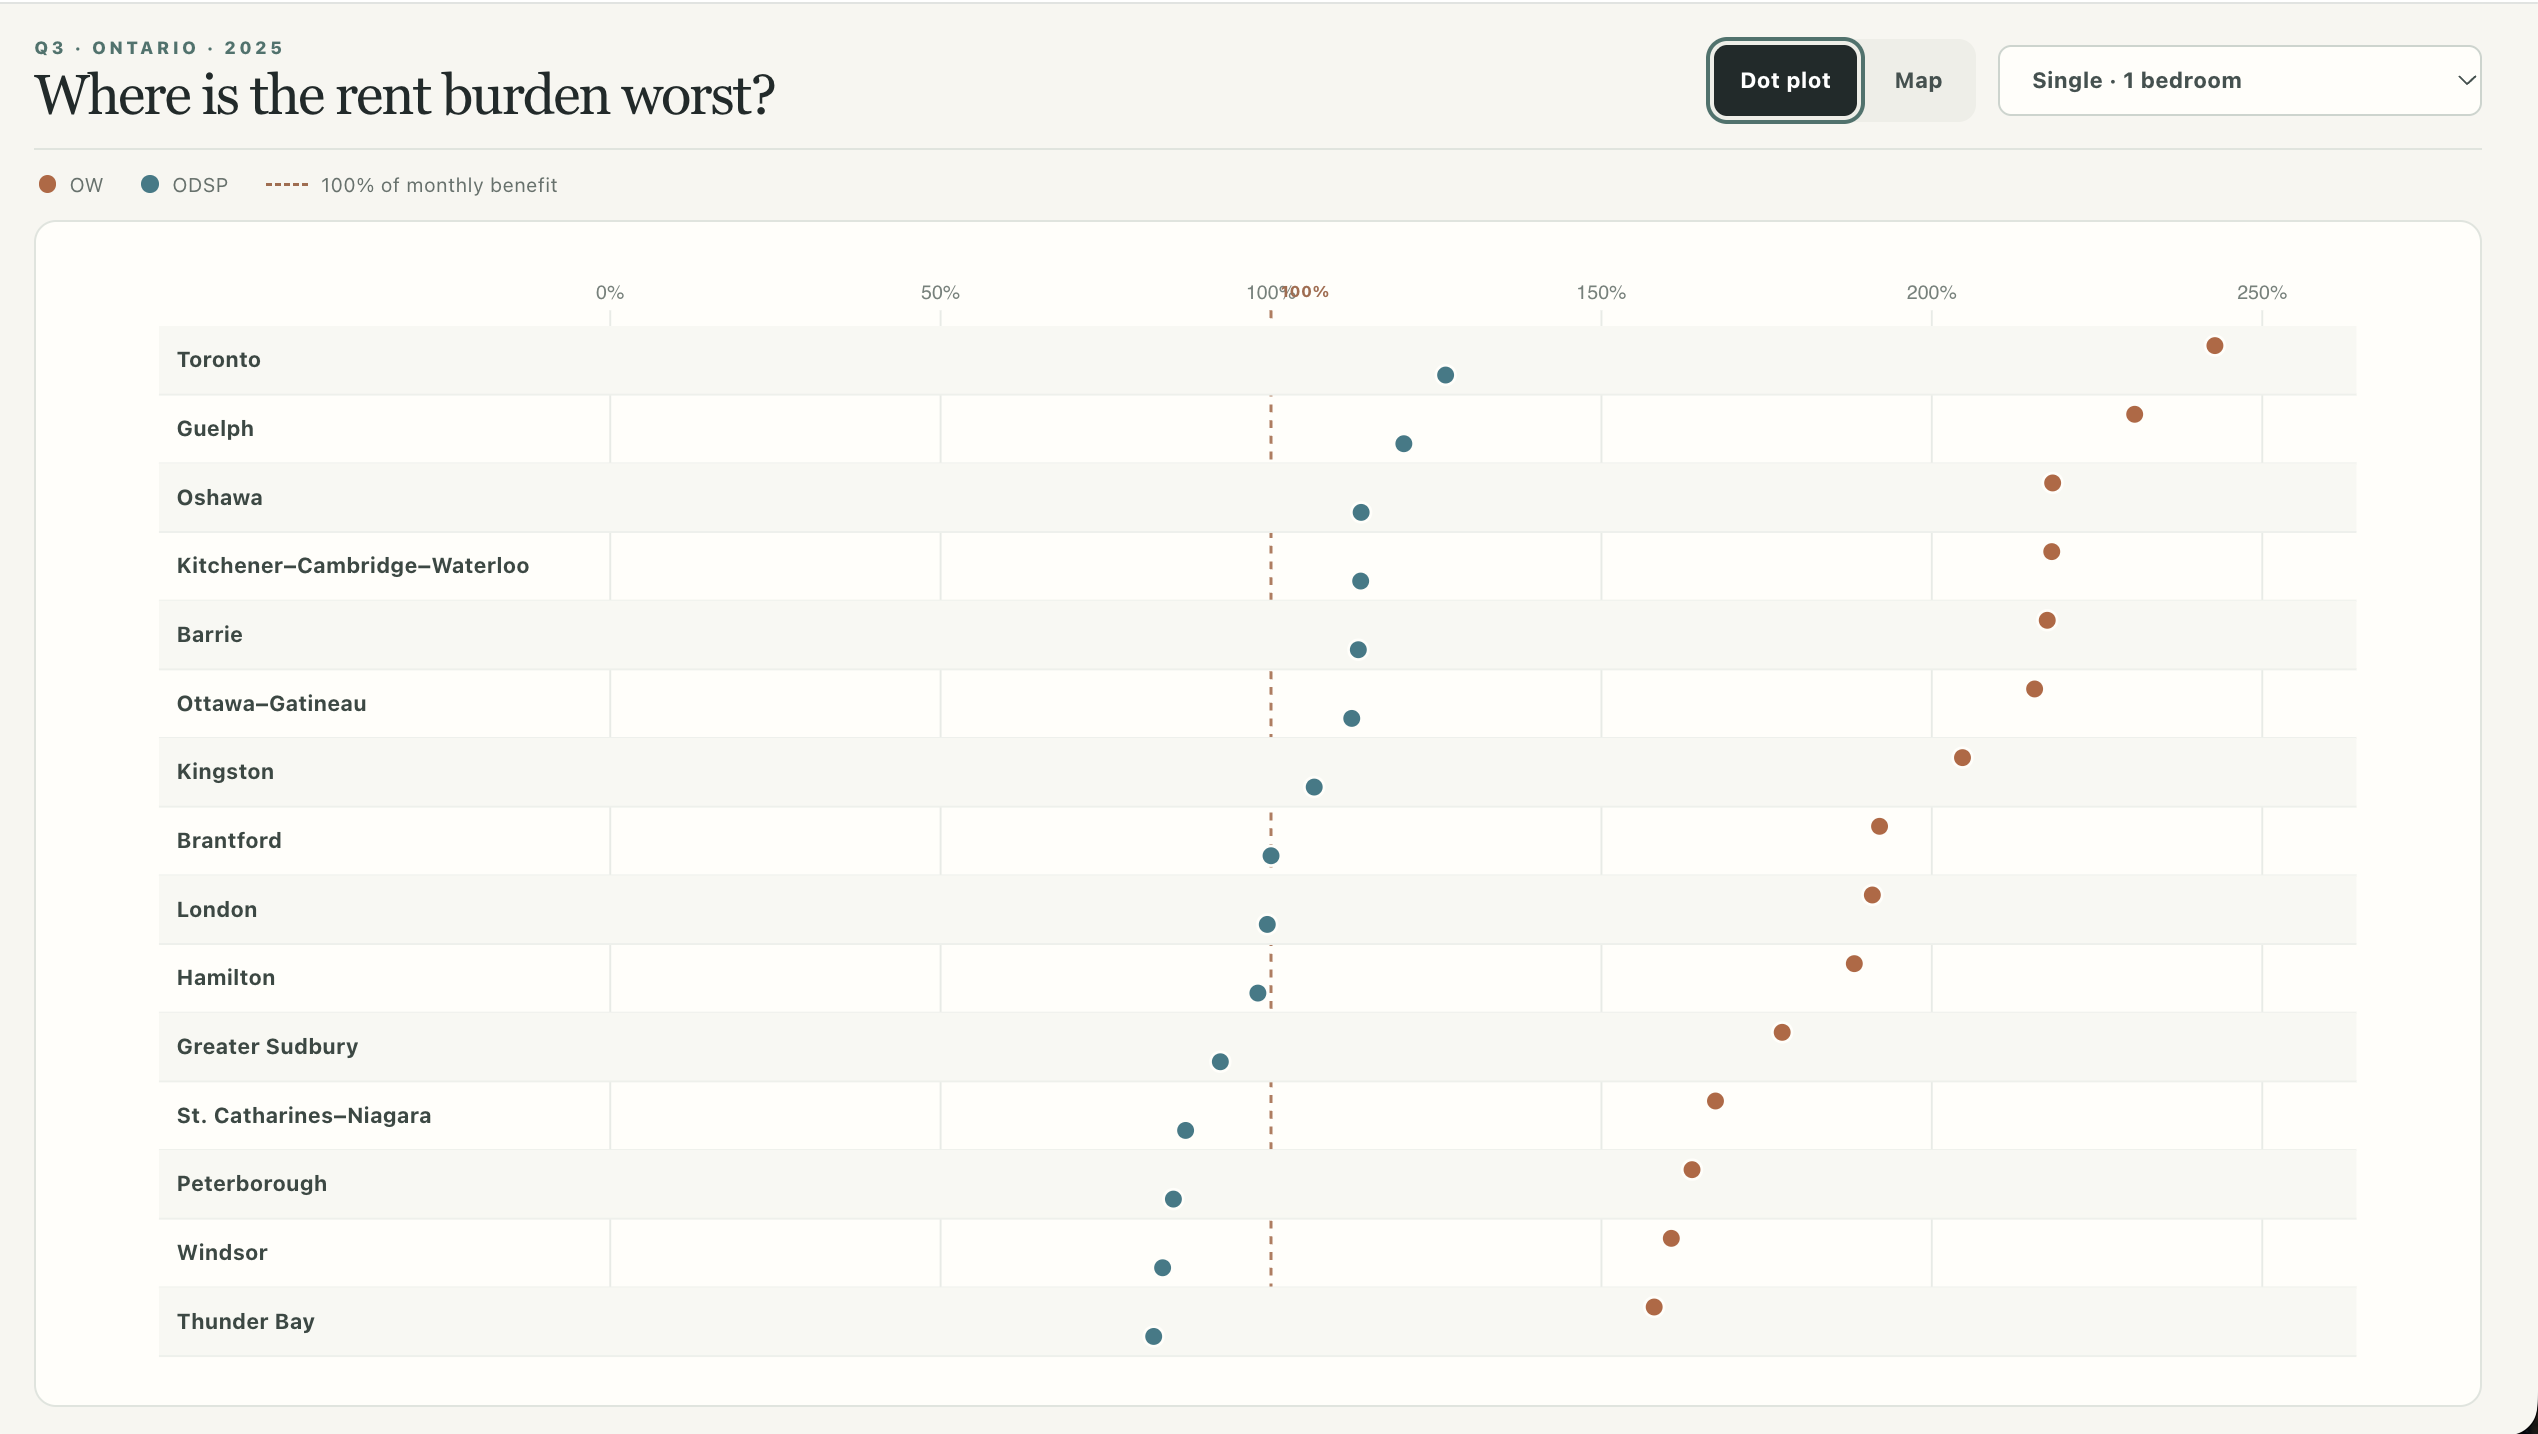 Q3 · ONTARIO · 2025
Where is the rent burden worst?
Dot plot
Map
Single · 1 bedroom
OW
ODSP
100% of monthly benefit
0% 50% 100% 100% 150% 200% 250%
Toronto
Guelph
Oshawa
Kitchener–Cambridge–Waterloo
Barrie
Ottawa–Gatineau
Kingston
Brantford
London
Hamilton
Greater Sudbury
St. Catharines–Niagara
Peterborough
Windsor
Thunder Bay